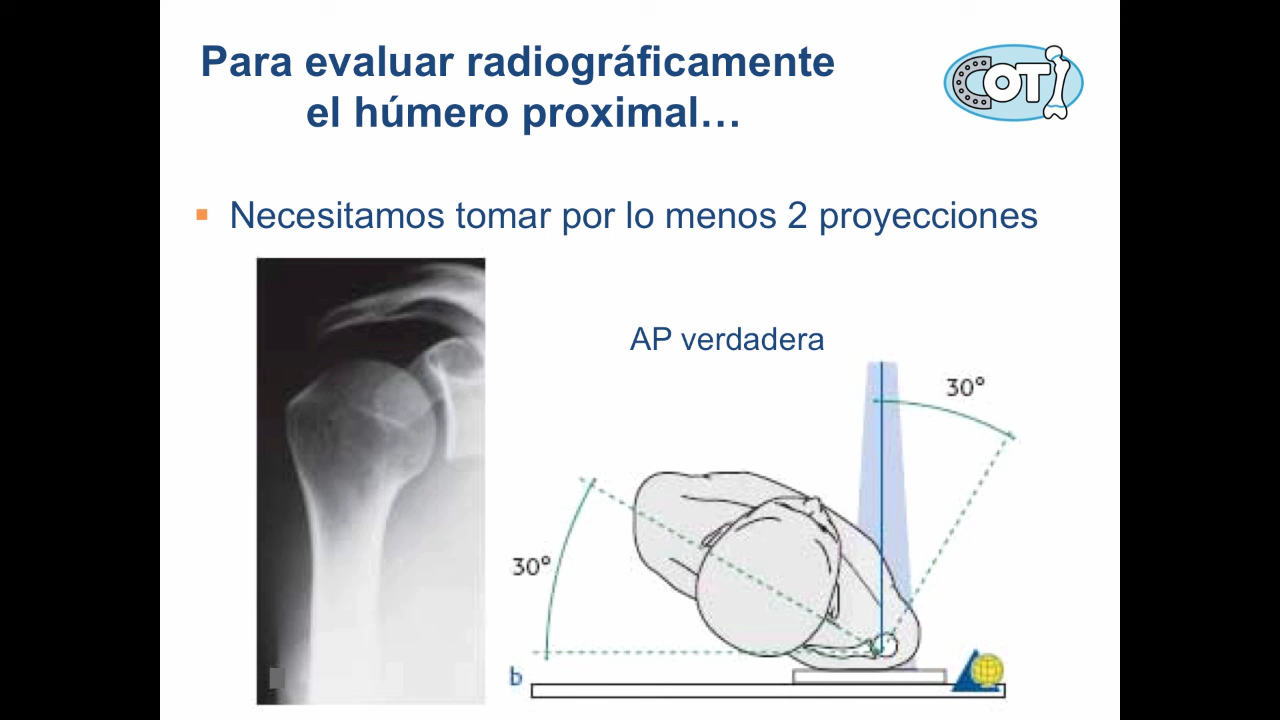 Para evaluar radiográficamente
el húmero proximal…
COT
▪ Necesitamos tomar por lo menos 2 proyecciones
AP verdadera
30°
30°
b